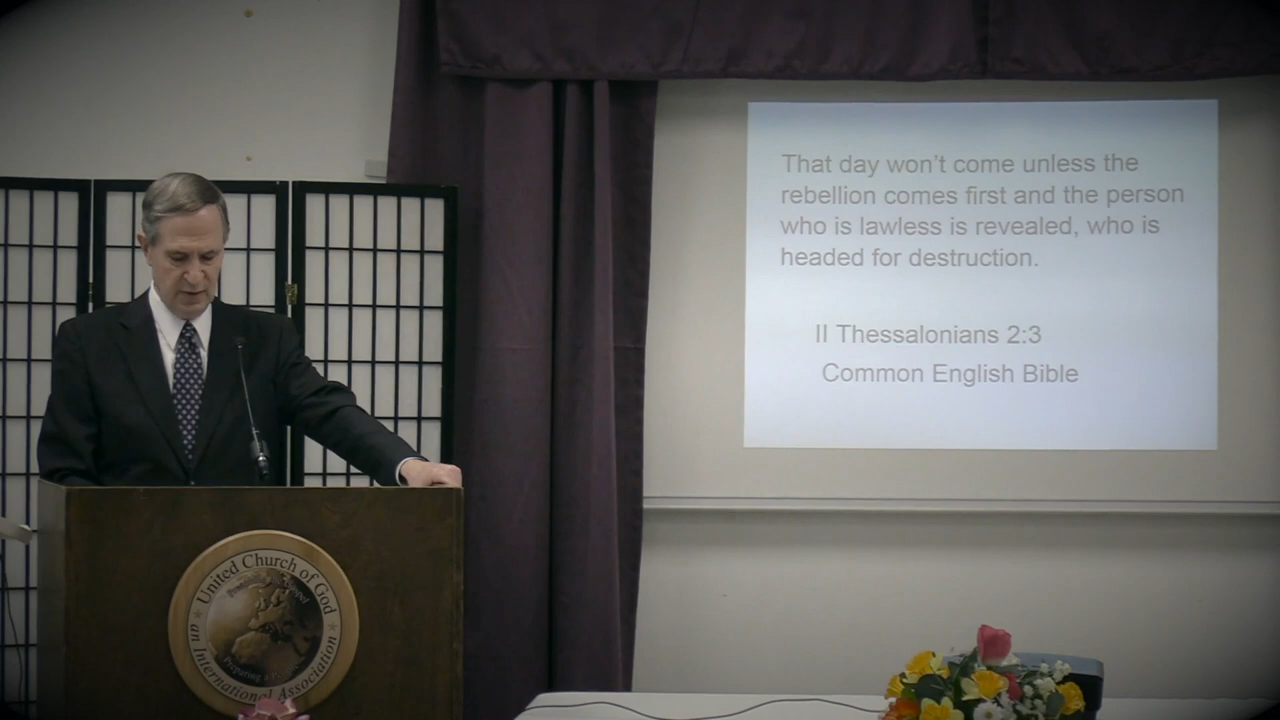 That day won't come unless the
rebellion comes first and the person
who is lawless is revealed, who is
headed for destruction.
II Thessalonians 2:3
Common English Bible
United Church of God
an International Association